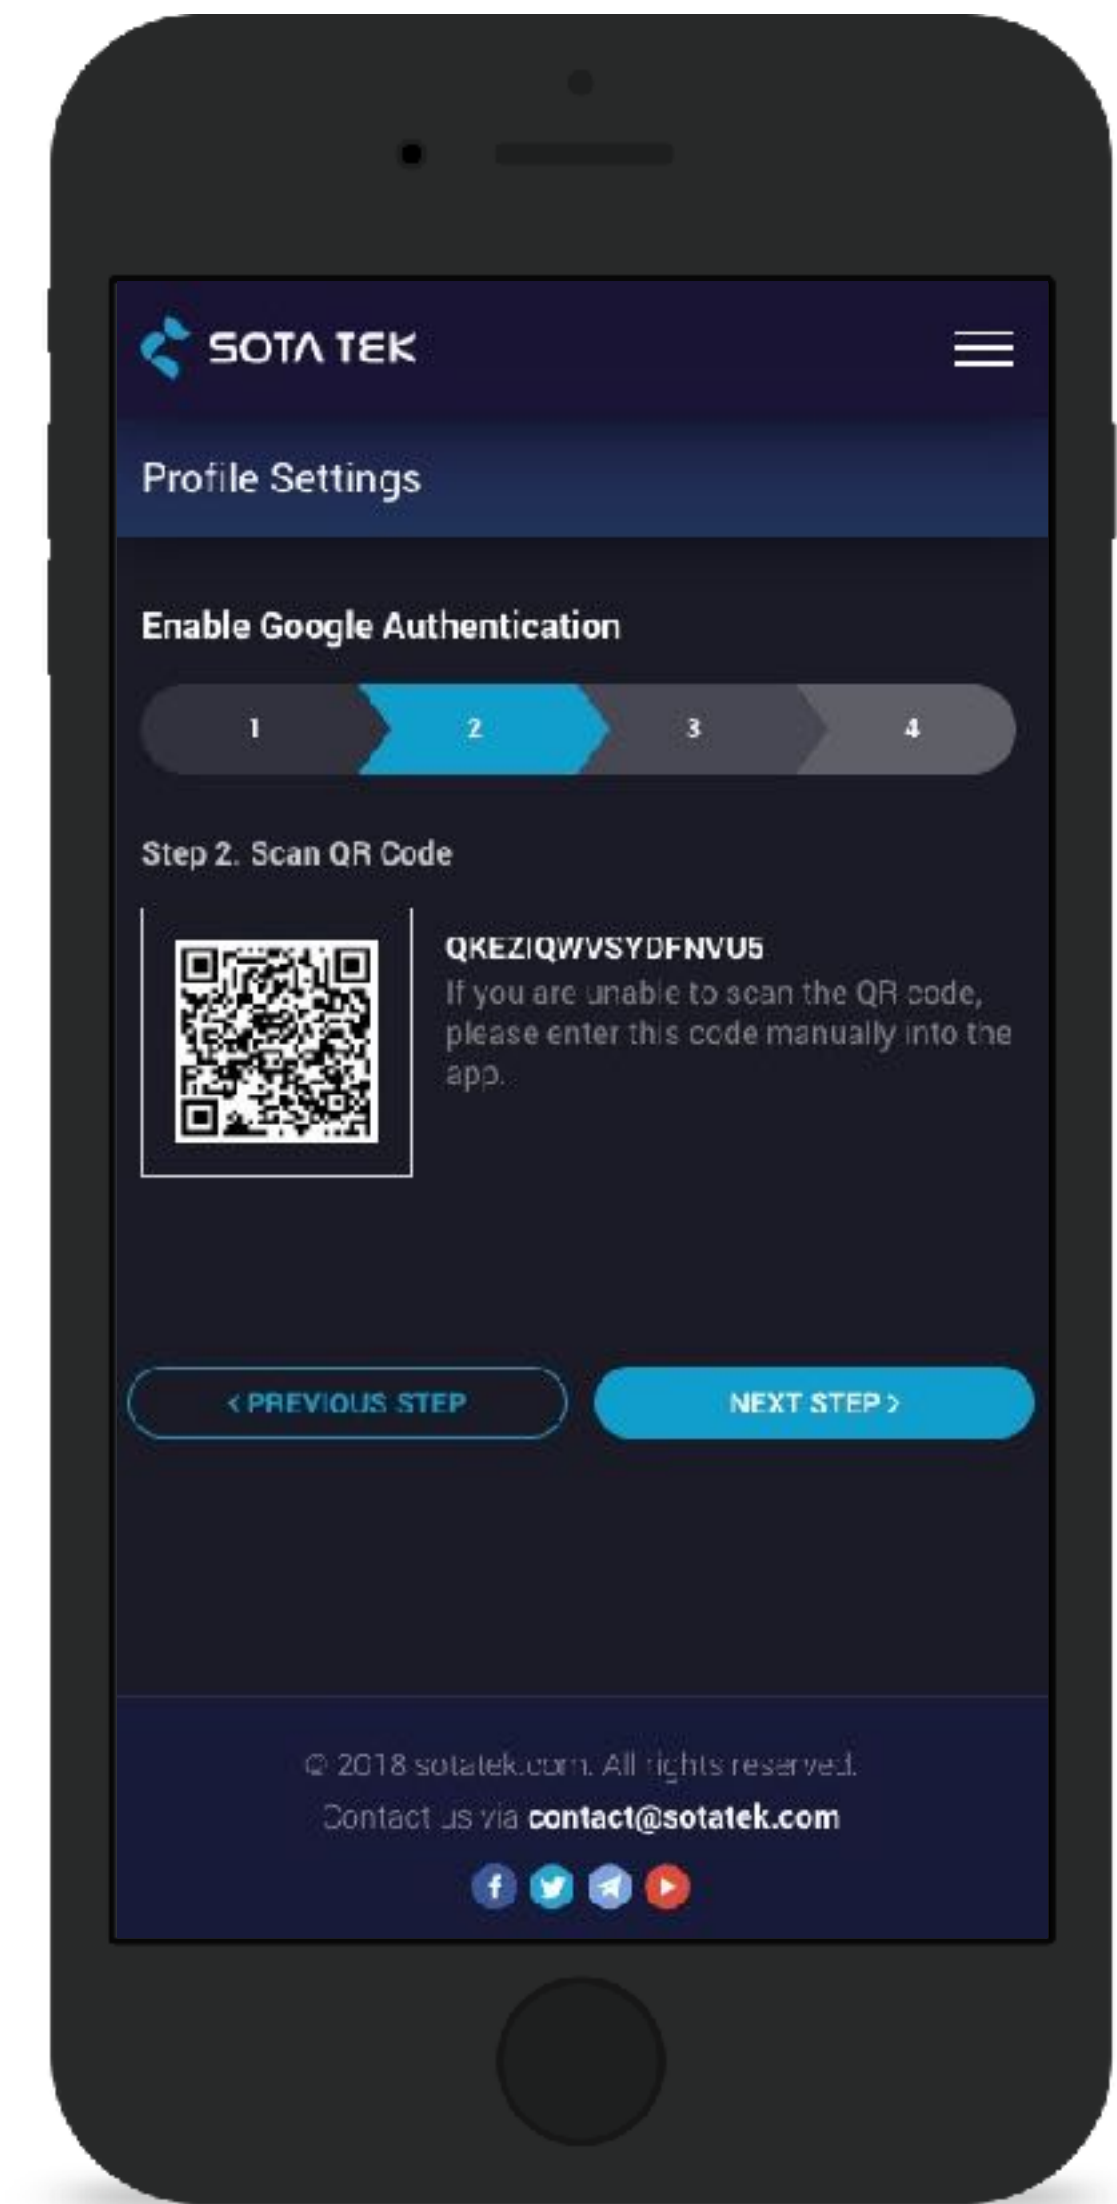 SOTA TEK
Profile Settings
Enable Google Authentication
1 2 3 4
Step 2. Scan QR Code
QKEZIQWVSYDFNVU5
If you are unable to scan the QR code,
please enter this code manually into the
app.
< PREVIOUS STEP
NEXT STEP >
© 2018 sotatek.com. All rights reserved.
Contact us via contact@sotatek.com